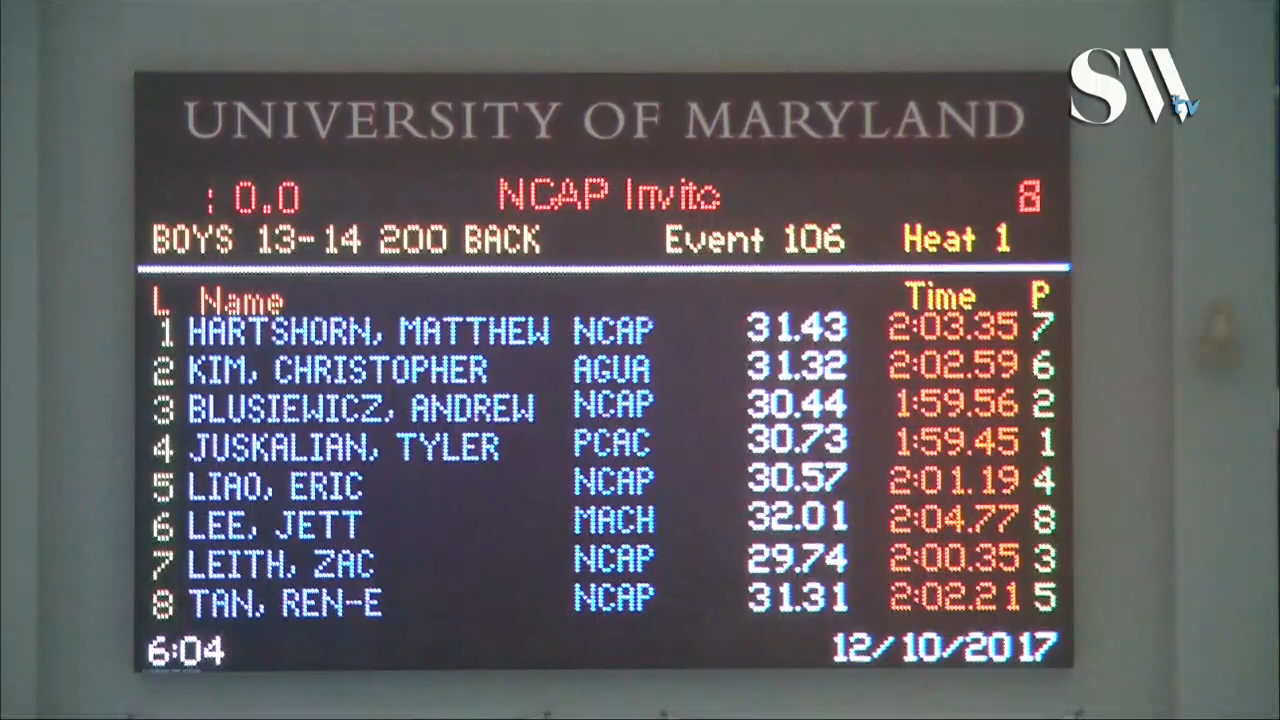 SW
tv
UNIVERSITY OF MARYLAND
: 0.0 NCAP Invite 8
BOYS 13-14 200 BACK Event 106 Heat 1
L Name Time P
1 HARTSHORN, MATTHEW NCAP 31.43 2:03.35 7
2 KIM, CHRISTOPHER AGUA 31.32 2:02.59 6
3 BLUSIEWICZ, ANDREW NCAP 30.44 1:59.56 2
4 JUSKALIAN, TYLER PCAC 30.73 1:59.45 1
5 LIAO, ERIC NCAP 30.57 2:01.19 4
6 LEE, JETT MACH 32.01 2:04.77 8
7 LEITH, ZAC NCAP 29.74 2:00.35 3
8 TAN, REN-E NCAP 31.31 2:02.21 5
6:04 12/10/2017